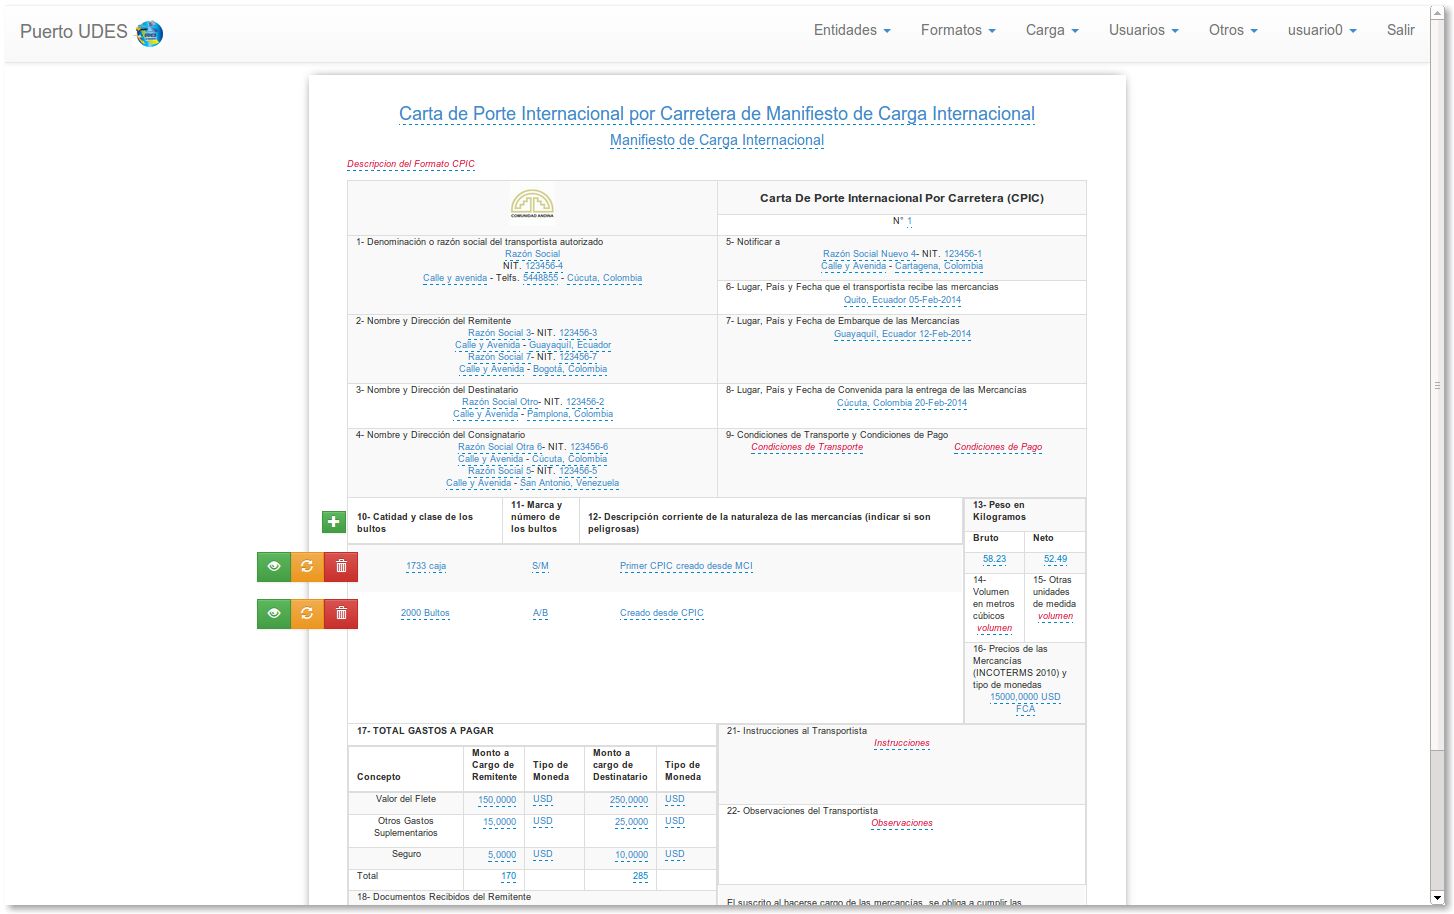 Puerto UDES
Entidades Formatos Carga Usuarios Otros usuario0 Salir
Carta de Porte Internacional por Carretera de Manifiesto de Carga Internacional
Manifiesto de Carga Internacional
Descripcion del Formato CPIC
COMUNIDAD ANDINA
Carta De Porte Internacional Por Carretera (CPIC)
N° 1
1- Denominación o razón social del transportista autorizado
Razón Social
NIT. 123456-4
Calle y avenida - Telfs. 5448855 - Cúcuta, Colombia
5- Notificar a
Razón Social Nuevo 4- NIT. 123456-1
Calle y Avenida - Cartagena, Colombia
6- Lugar, País y Fecha que el transportista recibe las mercancias
Quito, Ecuador 05-Feb-2014
2- Nombre y Dirección del Remitente
Razón Social 3- NIT. 123456-3
Calle y Avenida - Guayaquil, Ecuador
Razón Social 7- NIT. 123456-7
Calle y Avenida - Bogotá, Colombia
7- Lugar, País y Fecha de Embarque de las Mercancías
Guayaquíl, Ecuador 12-Feb-2014
3- Nombre y Dirección del Destinatario
Razón Social Otro- NIT. 123456-2
Calle y Avenida - Pamplona, Colombia
8- Lugar, País y Fecha de Convenida para la entrega de las Mercancías
Cúcuta, Colombia 20-Feb-2014
4- Nombre y Dirección del Consignatario
Razón Social Otra 6- NIT. 123456-6
Calle y Avenida - Cúcuta, Colombia
Razón Social 5- NIT. 123456-5
Calle y Avenida - San Antonio, Venezuela
9- Condiciones de Transporte y Condiciones de Pago
Condiciones de Transporte Condiciones de Pago
10- Catidad y clase de los
bultos
11- Marca y
número de
los bultos
12- Descripción corriente de la naturaleza de las mercancías (indicar si son
peligrosas)
13- Peso en
Kilogramos
Bruto Neto
58.23 52.49
1733 caja S/M Primer CPIC creado desde MCI
2000 Bultos A/B Creado desde CPIC
14-
Volumen
en metros
cúbicos
volumen
15- Otras
unidades
de medida
volumen
16- Precios de las
Mercancías
(INCOTERMS 2010) y
tipo de monedas
15000,0000 USD
FCA
17- TOTAL GASTOS A PAGAR
Concepto
Monto a
Cargo de
Remitente
Tipo de
Moneda
Monto a
cargo de
Destinatario
Tipo de
Moneda
Valor del Flete 150,0000 USD 250,0000 USD
Otros Gastos
Suplementarios
15,0000 USD 25,0000 USD
Seguro 5,0000 USD 10,0000 USD
Total 170 285
18- Documentos Recibidos del Remitente
21- Instrucciones al Transportista
Instrucciones
22- Observaciones del Transportista
Observaciones
El suscrito al hacerse cargo de las mercancías, se obliga a cumplir las